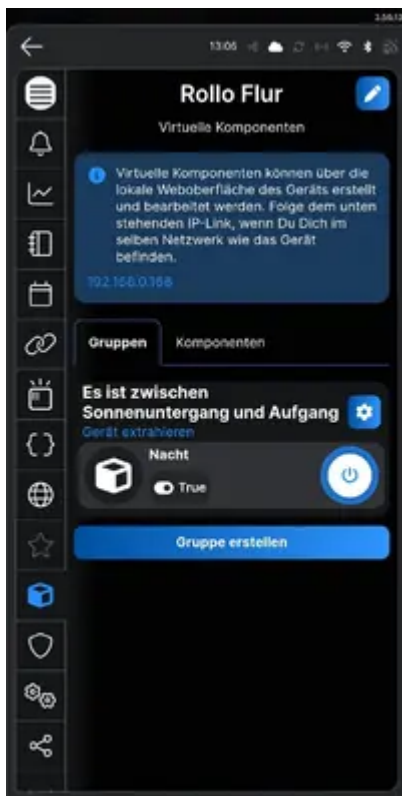 13:05
Rollo Flur
Virtuelle Komponenten
Virtuelle Komponenten können über die
lokale Weboberfläche des Geräts erstellt
und bearbeitet werden. Folge dem unten
stehenden IP-Link, wenn Du Dich im
selben Netzwerk wie das Gerät
befinden.
192.168.0.168
Gruppen
Komponenten
Es ist zwischen
Sonnenuntergang und Aufgang
Gerät extrahieren
Nacht
True
Gruppe erstellen